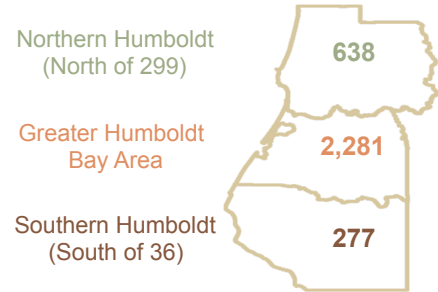 Northern Humboldt
(North of 299)
638
Greater Humboldt
Bay Area
2,281
Southern Humboldt
(South of 36)
277